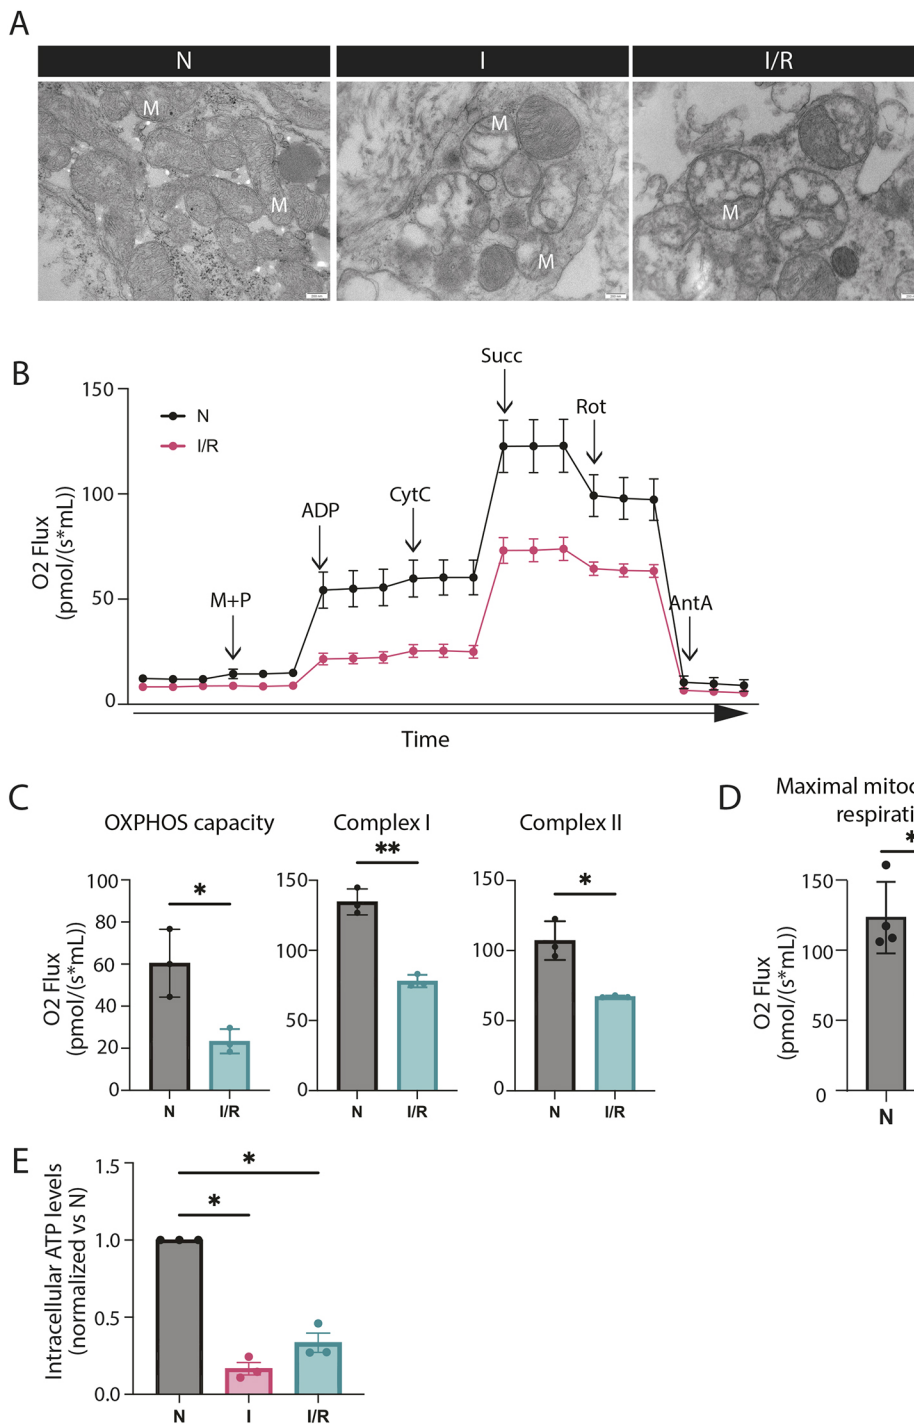 A
N
I
I/R
M
M
M
M
M
B
O2 Flux
(pmol/(s*mL))
150
100
50
0
N
I/R
M+P
ADP
CytC
Succ
Rot
AntA
Time
C
OXPHOS capacity
O2 Flux
(pmol/(s*mL))
100
80
60
40
20
0
*
N
I/R
Complex I
150
100
50
0
**
N
I/R
Complex II
150
100
50
0
*
N
I/R
D
Maximal mitoc
respirati
O2 Flux
(pmol/(s*mL))
150
100
50
0
*
N
E
Intracellular ATP levels
(normalized vs N)
1.5
1.0
0.5
0.0
*
*
N
I
I/R